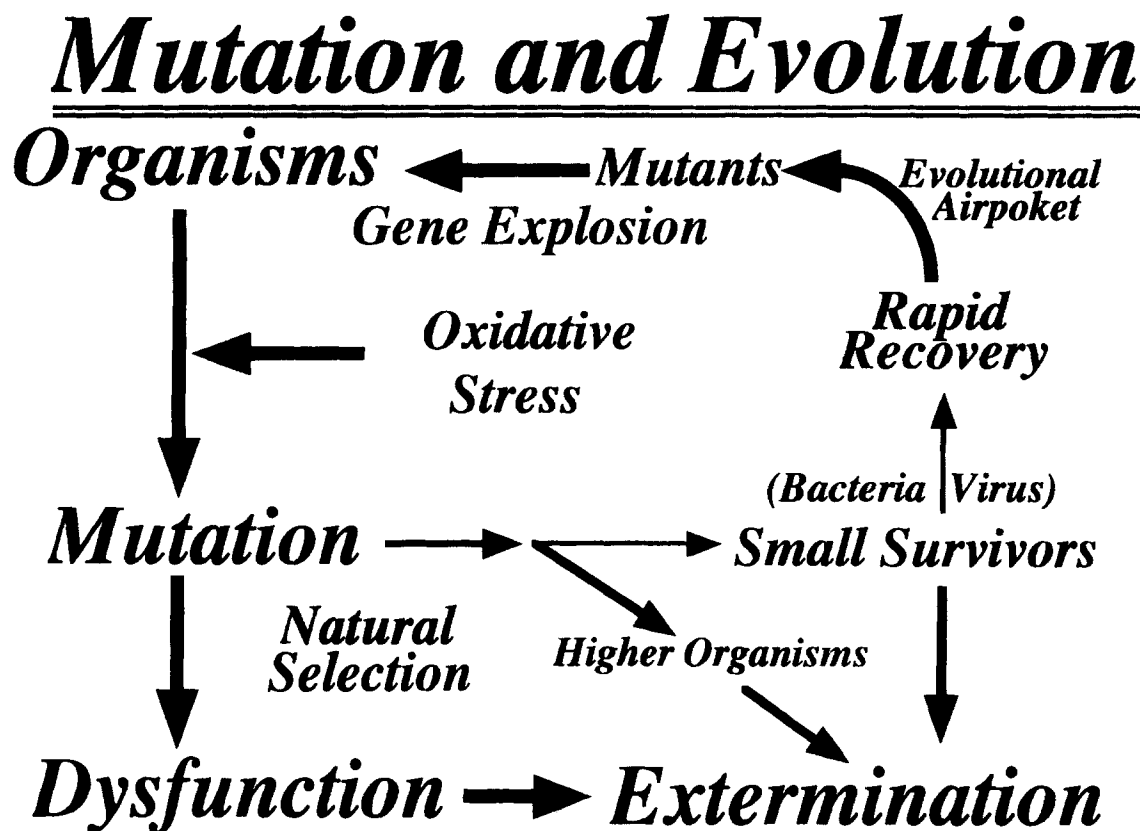 Mutation and Evolution
Organisms
Mutants
Evolutional
Airpoket
Gene Explosion
Oxidative
Stress
Rapid
Recovery
(Bacteria Virus)
Mutation
Small Survivors
Natural
Selection
Higher Organisms
Dysfunction
Extermination